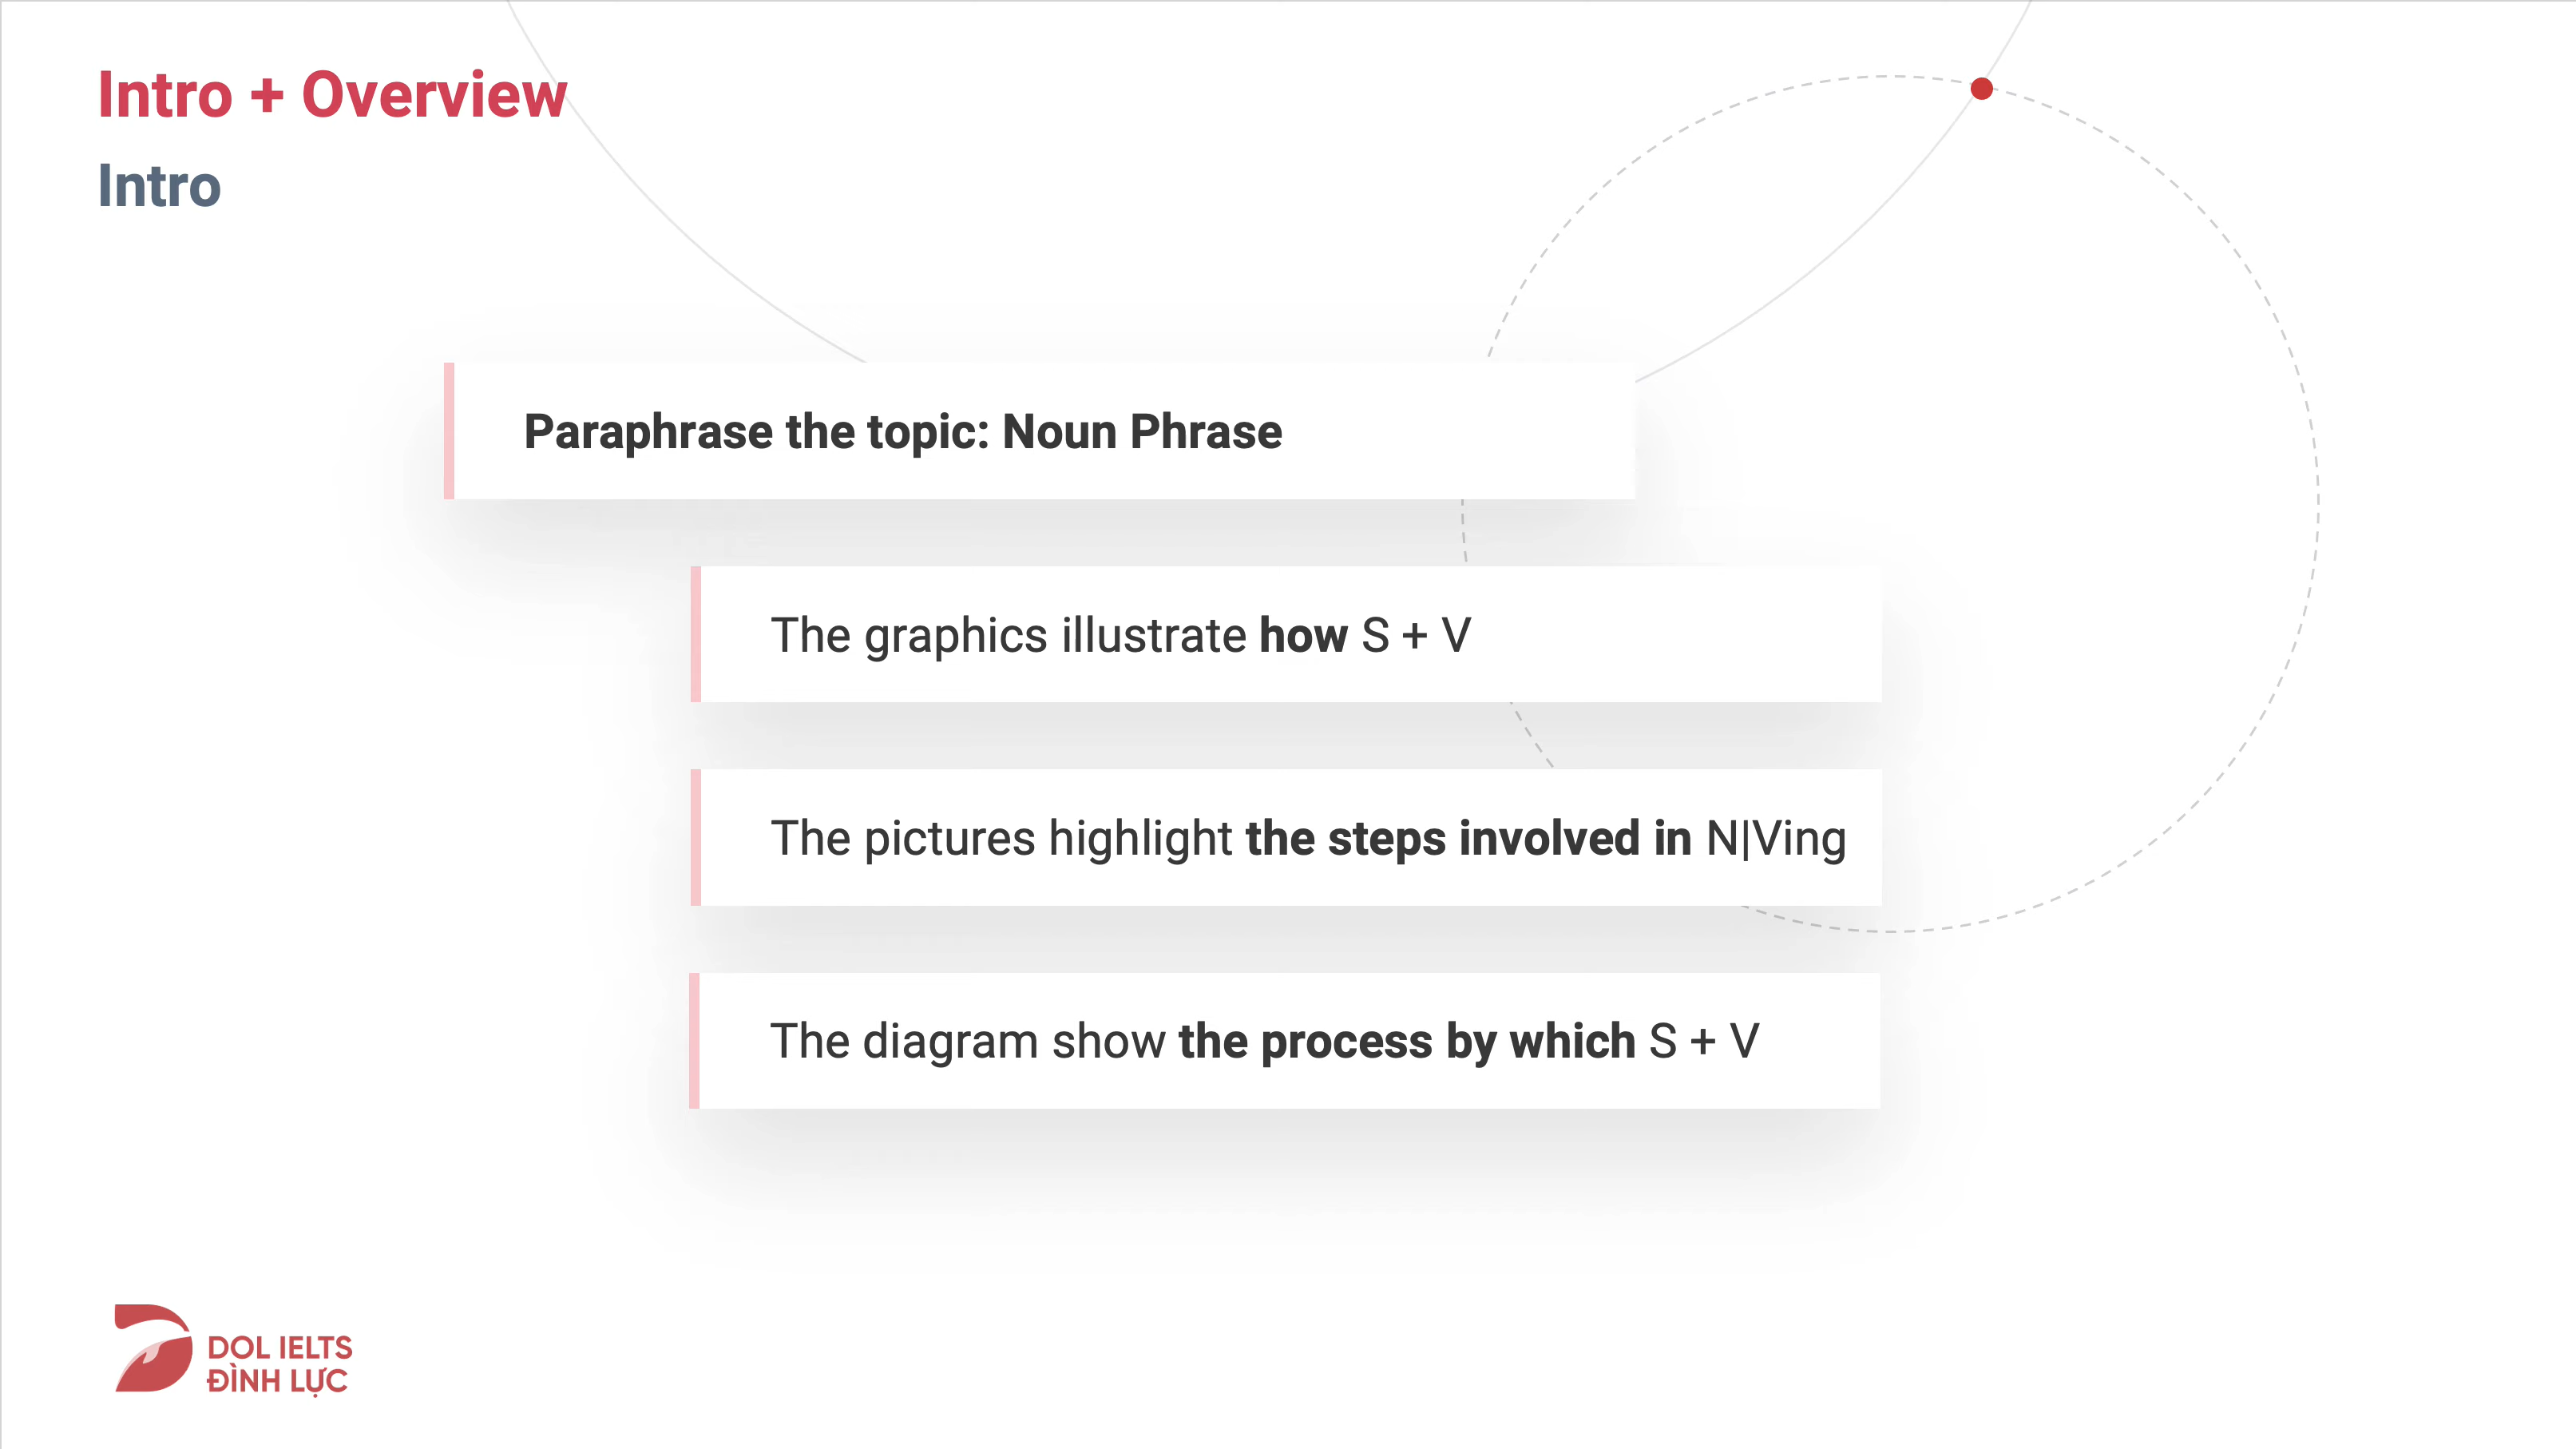 Intro + Overview
Intro
Paraphrase the topic: Noun Phrase
The graphics illustrate how S + V
The pictures highlight the steps involved in N|Ving
The diagram show the process by which S + V
DOL IELTS
ĐÌNH LỰC